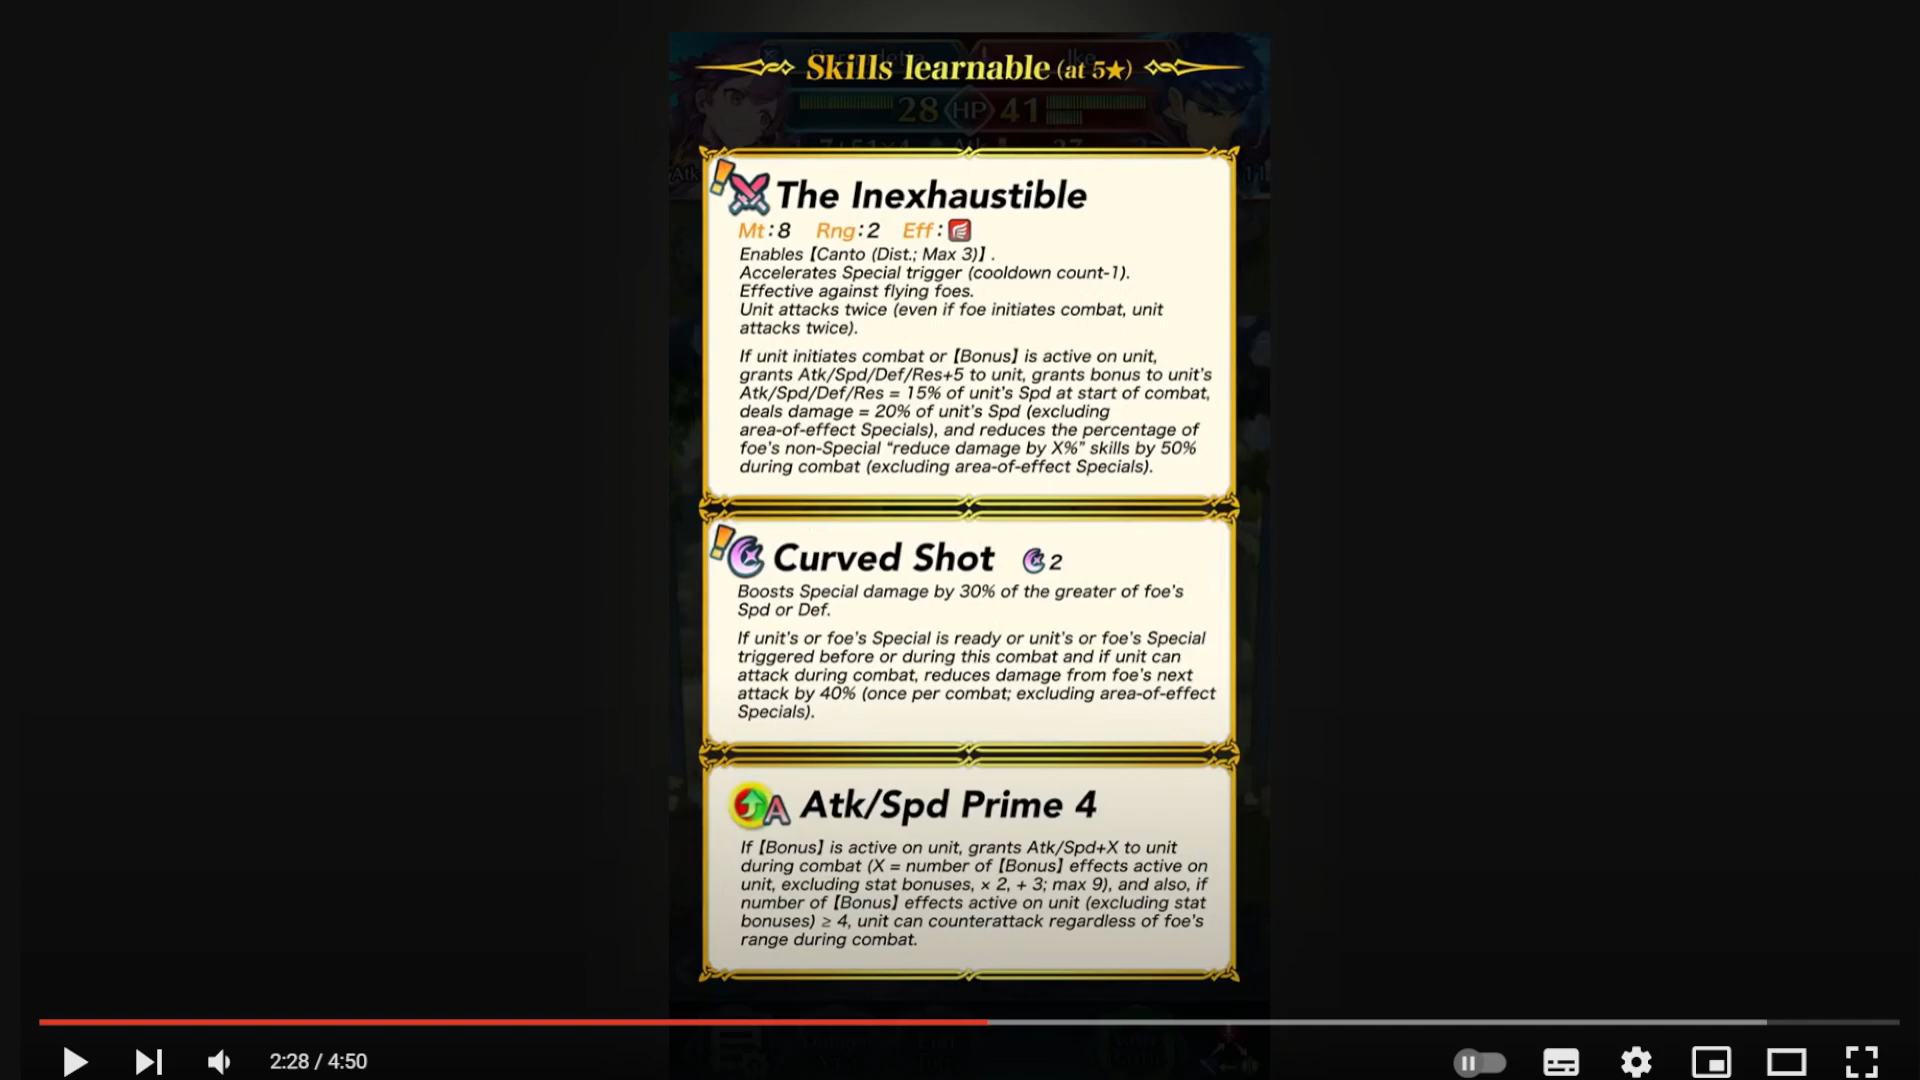 Skills learnable (at 5★)
28 HP 41
The Inexhaustible
Mt:8 Rng:2 Eff:
Enables【Canto (Dist.; Max 3)】.
Accelerates Special trigger (cooldown count-1).
Effective against flying foes.
Unit attacks twice (even if foe initiates combat, unit
attacks twice).
If unit initiates combat or【Bonus】is active on unit,
grants Atk/Spd/Def/Res+5 to unit, grants bonus to unit's
Atk/Spd/Def/Res = 15% of unit's Spd at start of combat,
deals damage = 20% of unit's Spd (excluding
area-of-effect Specials), and reduces the percentage of
foe's non-Special “reduce damage by X%” skills by 50%
during combat (excluding area-of-effect Specials).
Curved Shot 2
Boosts Special damage by 30% of the greater of foe's
Spd or Def.
If unit's or foe's Special is ready or unit's or foe's Special
triggered before or during this combat and if unit can
attack during combat, reduces damage from foe's next
attack by 40% (once per combat; excluding area-of-effect
Specials).
A Atk/Spd Prime 4
If【Bonus】is active on unit, grants Atk/Spd+X to unit
during combat (X = number of【Bonus】effects active on
unit, excluding stat bonuses, × 2, + 3; max 9), and also, if
number of【Bonus】effects active on unit (excluding stat
bonuses) ≥ 4, unit can counterattack regardless of foe's
range during combat.
2:28 / 4:50